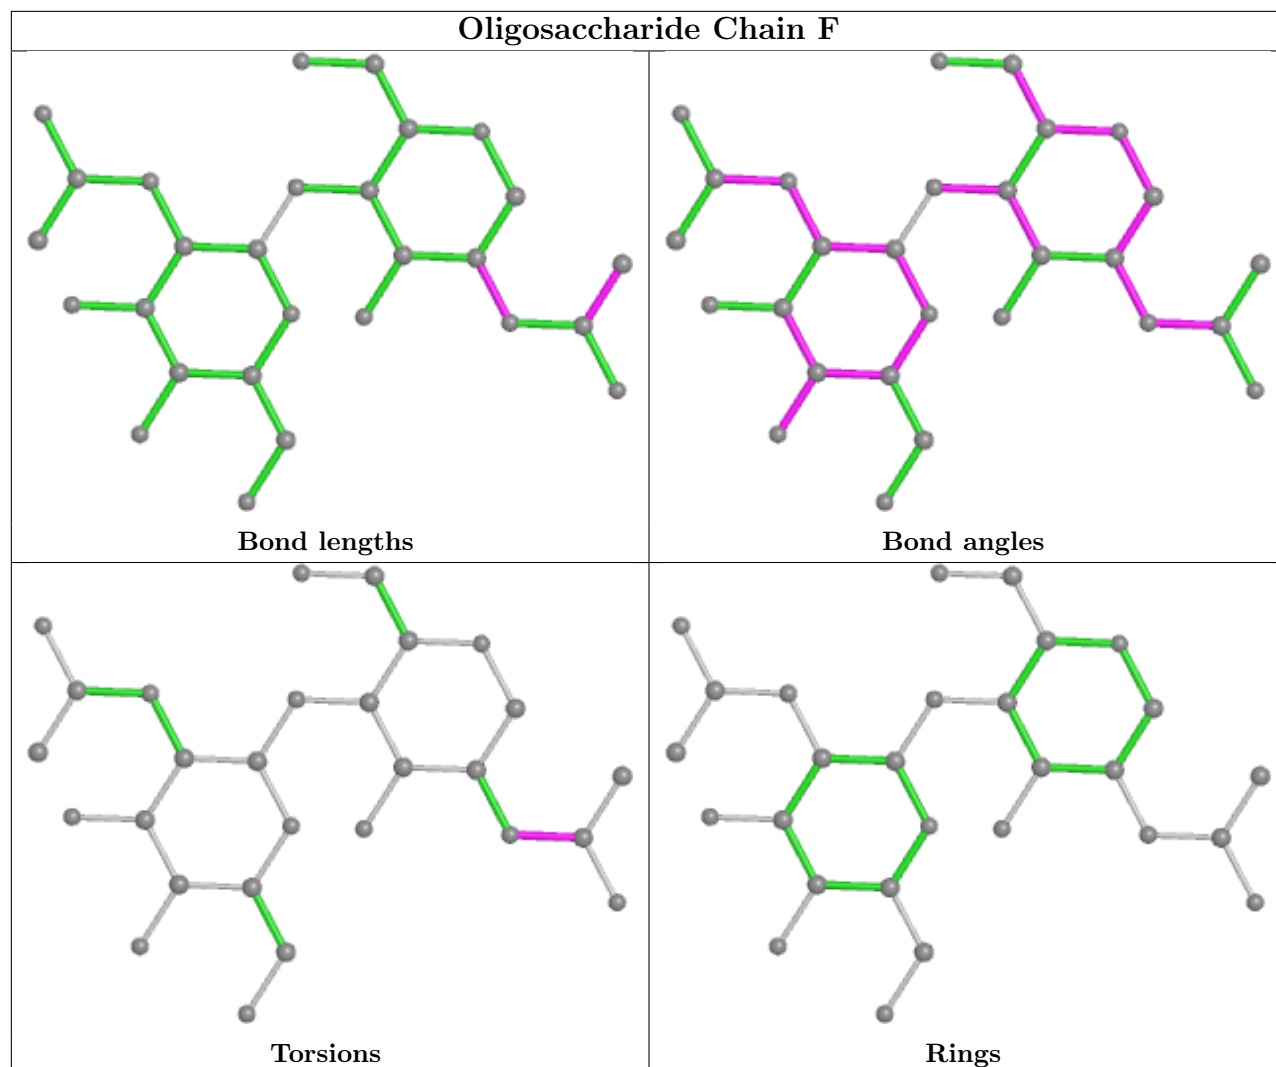 Oligosaccharide Chain F
Bond lengths
Bond angles
Torsions
Rings